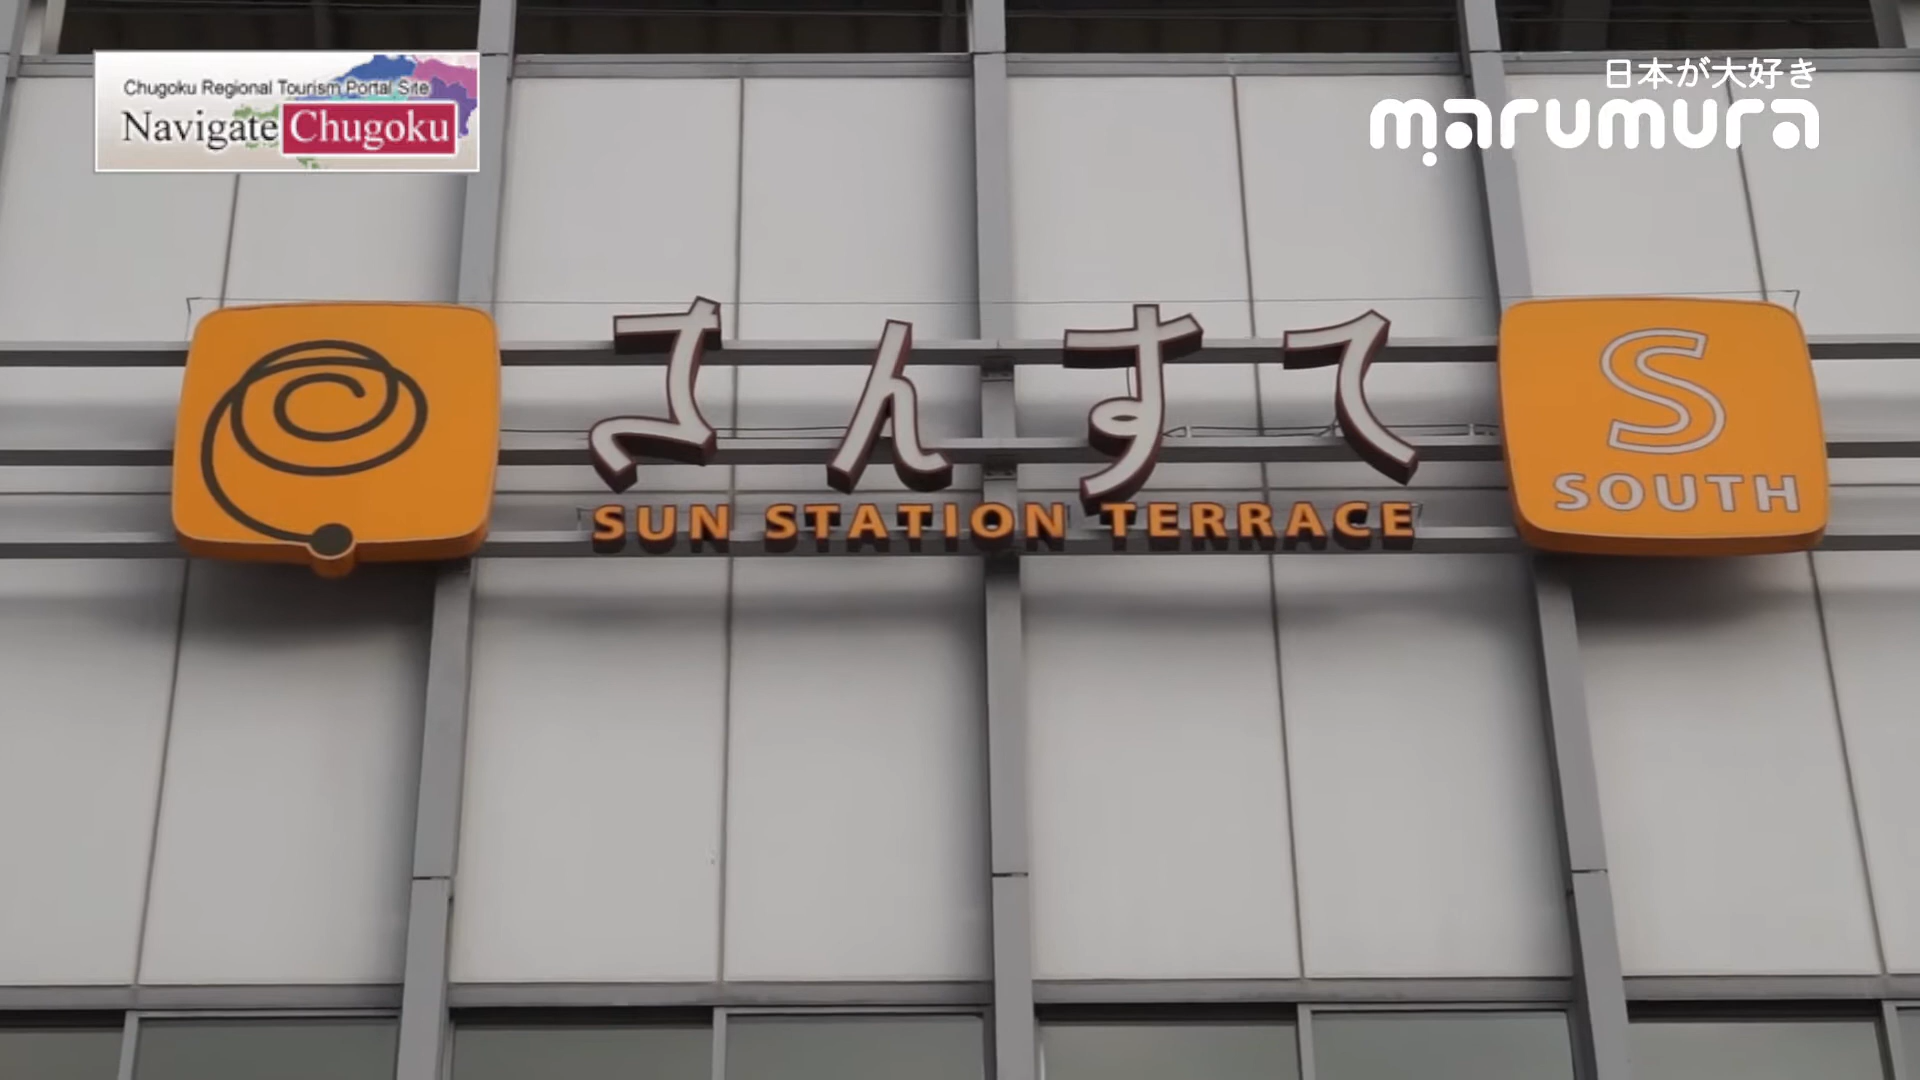 Chugoku Regional Tourism Portal Site
Navigate Chugoku
日本が大好き
marumura
さんすて
SUN STATION TERRACE
S
SOUTH